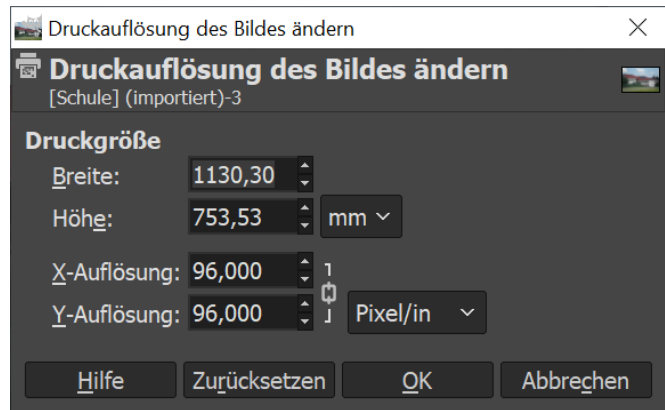 Druckauflösung des Bildes ändern
Druckauflösung des Bildes ändern
[Schule] (importiert)-3
Druckgröße
Breite: 1130,30
Höhe: 753,53 mm
X-Auflösung: 96,000
Y-Auflösung: 96,000 Pixel/in
Hilfe Zurücksetzen OK Abbrechen